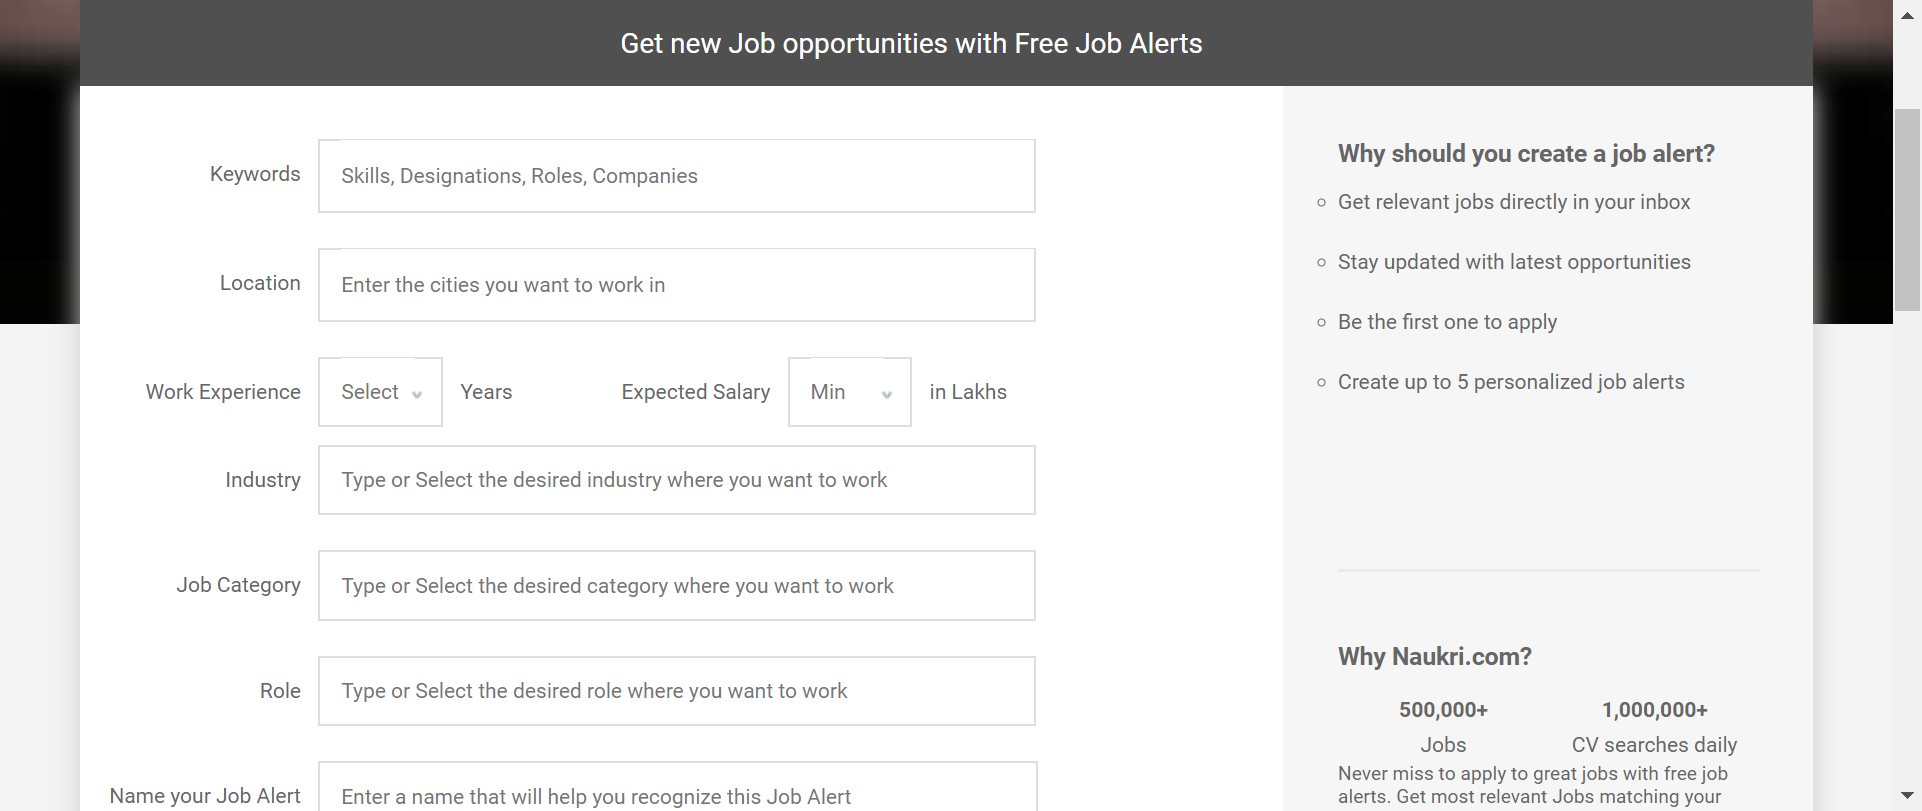 Get new Job opportunities with Free Job Alerts
Keywords
Skills, Designations, Roles, Companies
Location
Enter the cities you want to work in
Work Experience Select Years Expected Salary Min in Lakhs
Industry
Type or Select the desired industry where you want to work
Job Category
Type or Select the desired category where you want to work
Role
Type or Select the desired role where you want to work
Name your Job Alert
Enter a name that will help you recognize this Job Alert
Why should you create a job alert?
Get relevant jobs directly in your inbox
Stay updated with latest opportunities
Be the first one to apply
Create up to 5 personalized job alerts
Why Naukri.com?
500,000+ 1,000,000+
Jobs CV searches daily
Never miss to apply to great jobs with free job
alerts. Get most relevant Jobs matching your